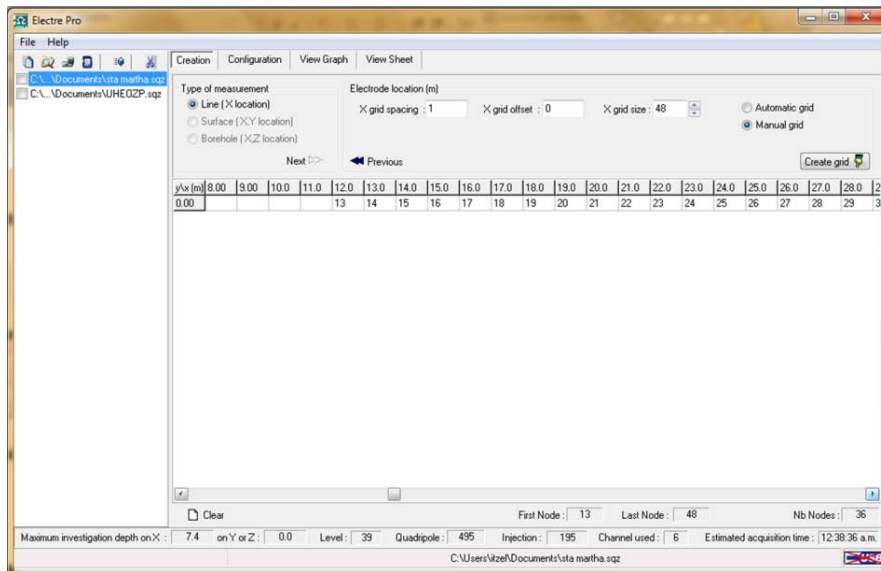 Electre Pro
File Help
Creation Configuration View Graph View Sheet
C:\...\Documents\sta martha.sqz
C:\...\Documents\UHEOZP.sqz
Type of measurement
Line (X location)
Surface (X,Y location)
Borehole (X,Z location)
Next
Electrode location (m)
X grid spacing : 1 X grid offset : 0 X grid size : 48
Automatic grid
Manual grid
Previous
Create grid
y\x (m) 8.00 9.00 10.0 11.0 12.0 13.0 14.0 15.0 16.0 17.0 18.0 19.0 20.0 21.0 22.0 23.0 24.0 25.0 26.0 27.0 28.0 2
0.00 13 14 15 16 17 18 19 20 21 22 23 24 25 26 27 28 29 3
Clear First Node : 13 Last Node : 48 Nb Nodes : 36
Maximum investigation depth on X : 7.4 on Y or Z : 0.0 Level : 39 Quadripole : 495 Injection : 195 Channel used : 6 Estimated acquisition time : 12:38:36 a.m.
C:\Users\itzel\Documents\sta martha.sqz